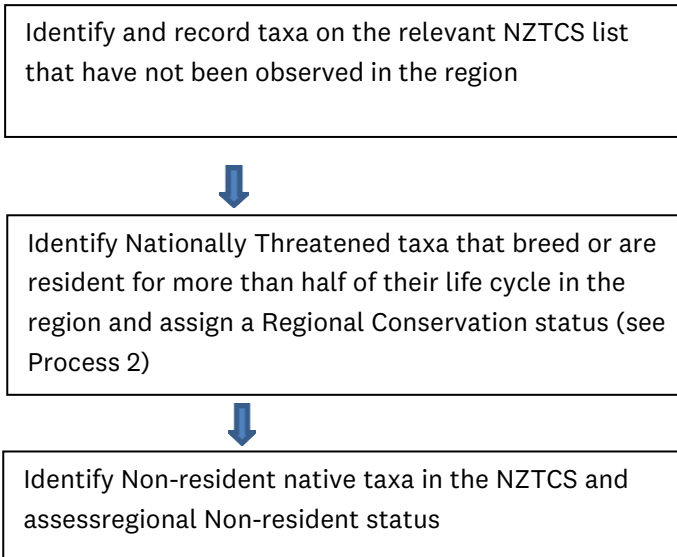 Identify and record taxa on the relevant NZTCS list
that have not been observed in the region
Identify Nationally Threatened taxa that breed or are
resident for more than half of their life cycle in the
region and assign a Regional Conservation status (see
Process 2)
Identify Non-resident native taxa in the NZTCS and
assessregional Non-resident status